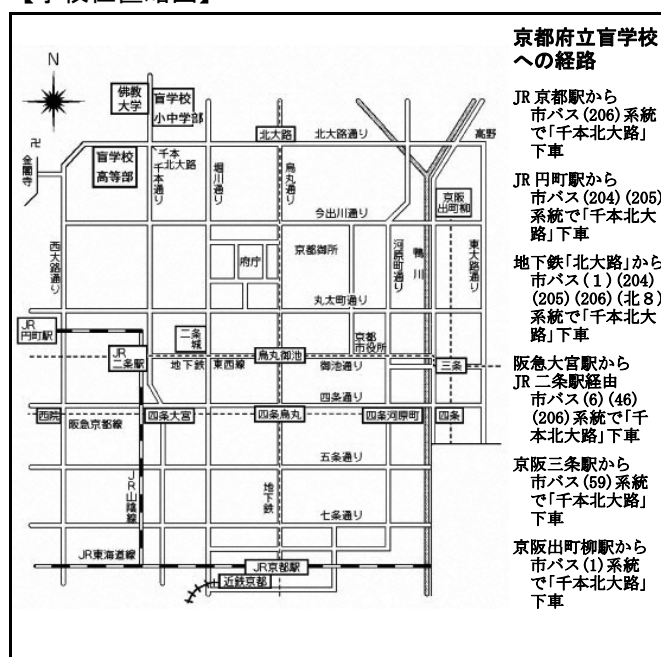 N
佛教
大学
盲学校
小中学部
卍
金閣寺
盲学校
高等部
千本
北大路
千本通り
堀川通り
北大路
北大路通り
烏丸通り
高野
京阪
出町柳
今出川通り
西大路通り
府庁
京都御所
河原町通り
鴨川
東大路通り
丸太町通り
JR
円町駅
JR
二条駅
二条
城
京都
市役所
地下鉄
東西線
烏丸御池
御池通り
三条
四条通り
西院
阪急京都線
四条大宮
四条烏丸
四条河原町
四条
五条通り
JR山陰線
地下鉄
七条通り
JR東海道線
JR京都駅
近鉄京都
京都府立盲学校
への経路
JR 京都駅から
市バス(206)系統
で「千本北大路」
下車
JR 円町駅から
市バス(204)(205)
系統で「千本北大
路」下車
地下鉄「北大路」から
市バス(1)(204)
(205)(206)(北8)
系統で「千本北大
路」下車
阪急大宮駅から
JR 二条駅経由
市バス(6)(46)
(206)系統で「千
本北大路」下車
京阪三条駅から
市バス(59)系統
で「千本北大路」
下車
京阪出町柳駅から
市バス(1)系統
で「千本北大路」
下車